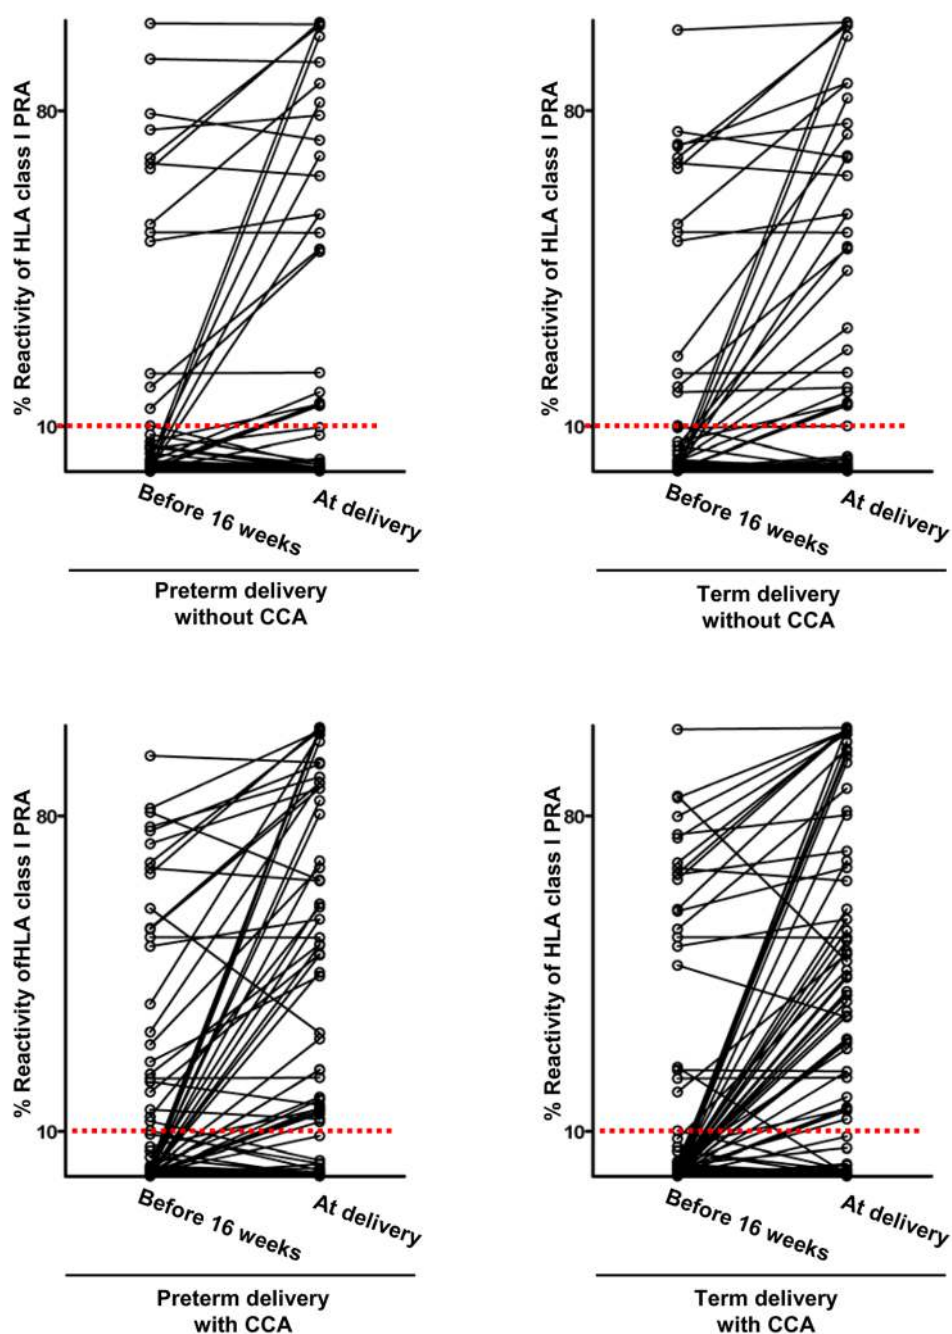 % Reactivity of HLA class I PRA
80
10
Before 16 weeks
At delivery
Preterm delivery
without CCA
% Reactivity of HLA class I PRA
80
10
Before 16 weeks
At delivery
Term delivery
without CCA
% Reactivity ofHLA class I PRA
80
10
Before 16 weeks
At delivery
Preterm delivery
with CCA
% Reactivity of HLA class I PRA
80
10
Before 16 weeks
At delivery
Term delivery
with CCA